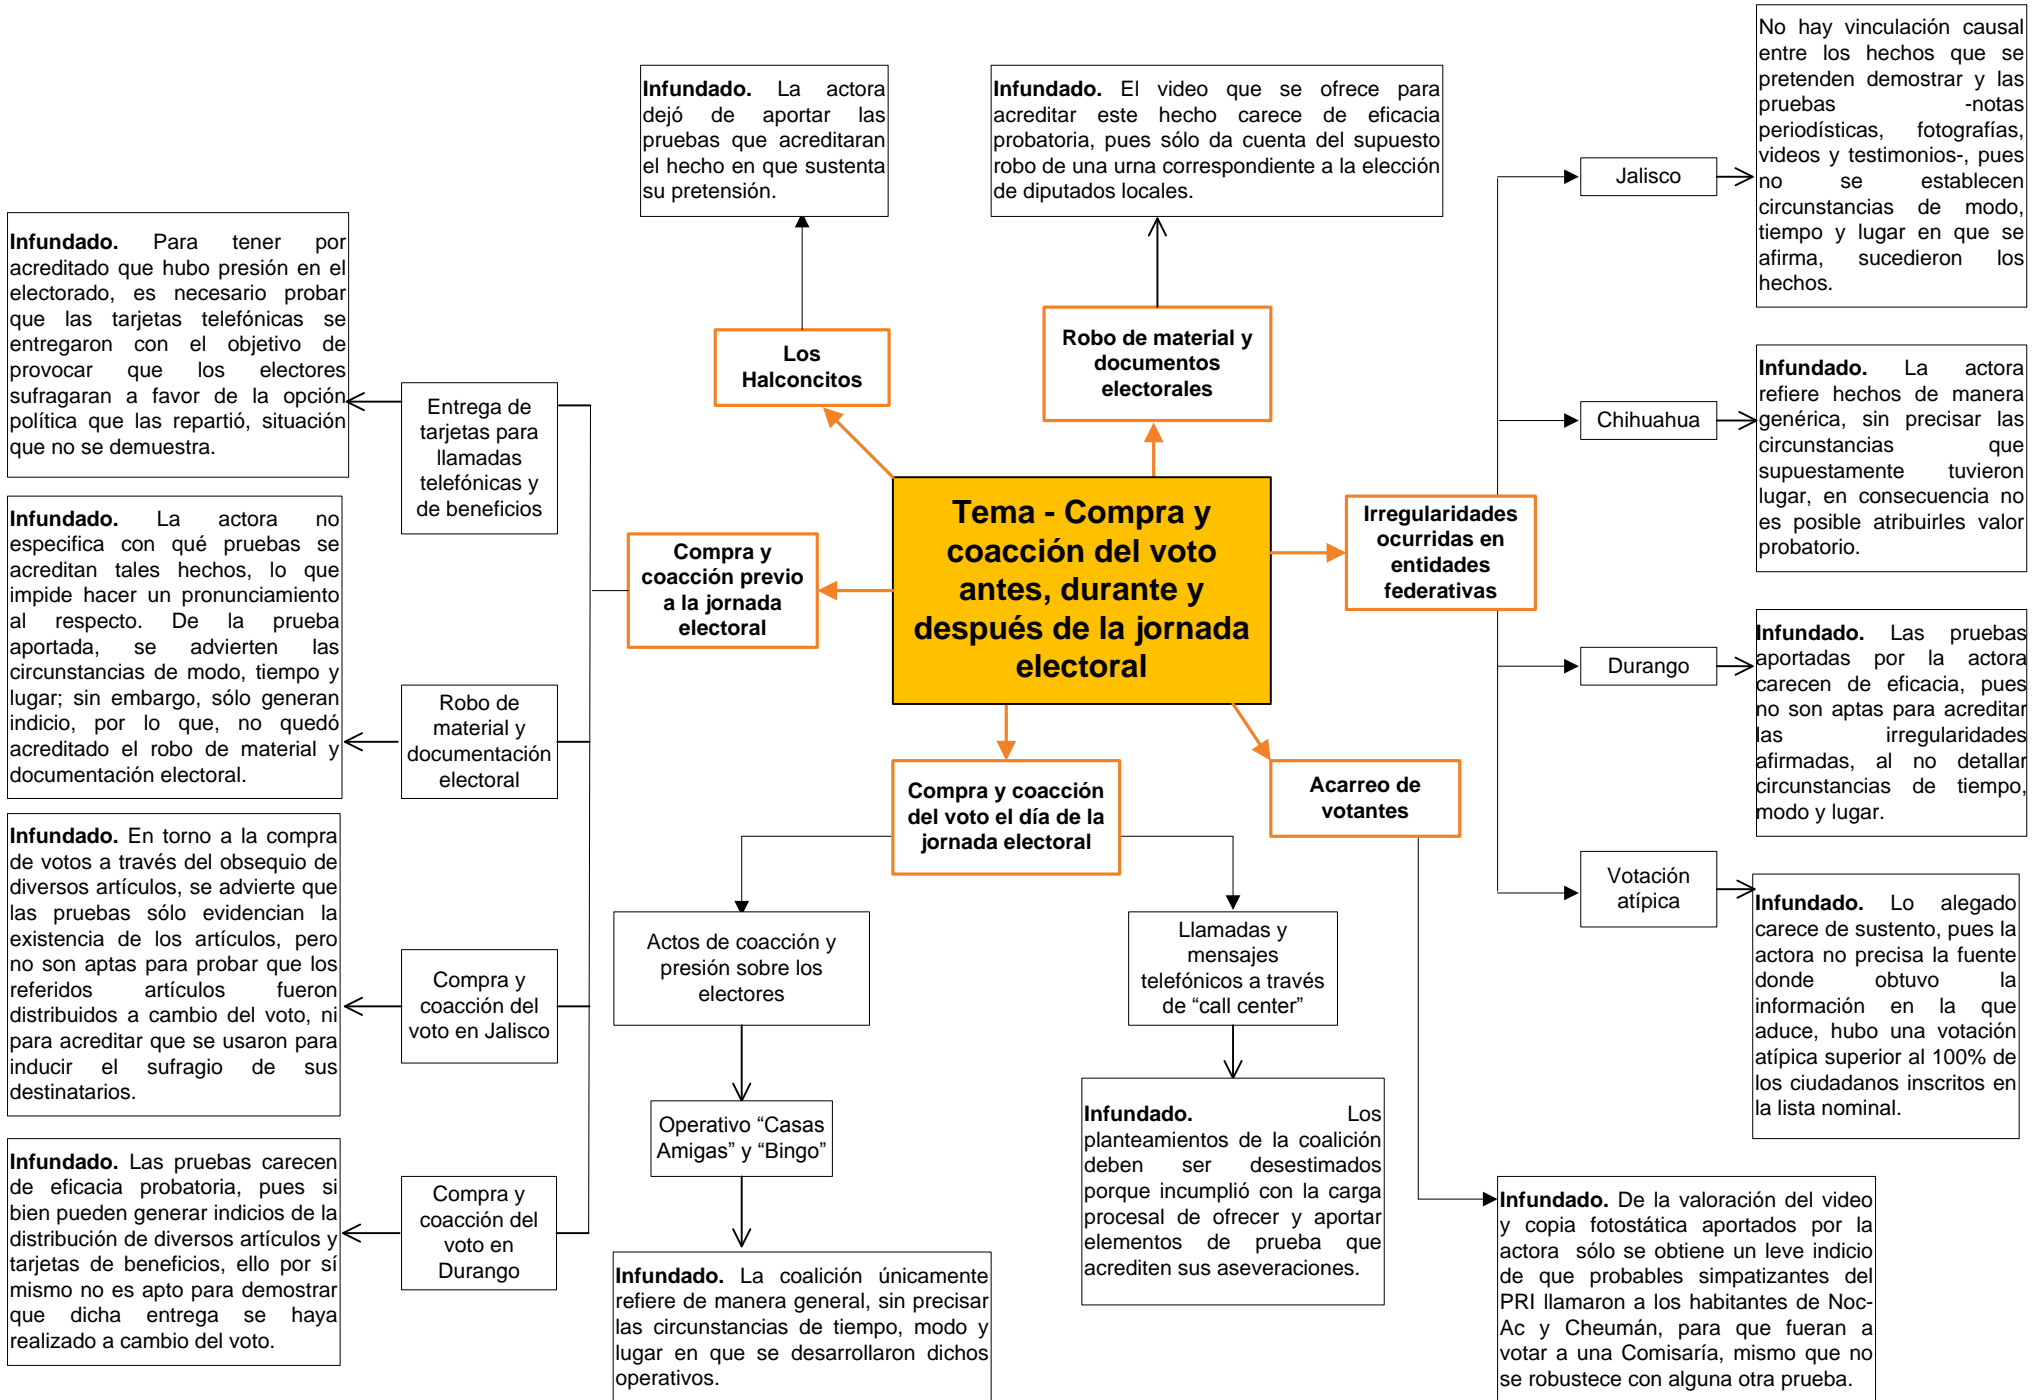 No hay vinculación causal
entre los hechos que se
pretenden demostrar y las
pruebas -notas
periodísticas, fotografías,
videos y testimonios-, pues
no se establecen
circunstancias de modo,
tiempo y lugar en que se
afirma, sucedieron los
hechos.
Infundado. La actora
dejó de aportar las
pruebas que acreditaran
el hecho en que sustenta
su pretensión.
Infundado. El video que se ofrece para
acreditar este hecho carece de eficacia
probatoria, pues sólo da cuenta del supuesto
robo de una urna correspondiente a la elección
de diputados locales.
Jalisco
Infundado. Para tener por
acreditado que hubo presión en el
electorado, es necesario probar
que las tarjetas telefónicas se
entregaron con el objetivo de
provocar que los electores
sufragaran a favor de la opción
política que las repartió, situación
que no se demuestra.
Los
Halconcitos
Robo de material y
documentos
electorales
Infundado. La actora
refiere hechos de manera
genérica, sin precisar las
circunstancias que
supuestamente tuvieron
lugar, en consecuencia no
es posible atribuirles valor
probatorio.
Chihuahua
Entrega de
tarjetas para
llamadas
telefónicas y
de beneficios
Infundado. La actora no
especifica con qué pruebas se
acreditan tales hechos, lo que
impide hacer un pronunciamiento
al respecto. De la prueba
aportada, se advierten las
circunstancias de modo, tiempo y
lugar; sin embargo, sólo generan
indicio, por lo que, no quedó
acreditado el robo de material y
documentación electoral.
Compra y
coacción previo
a la jornada
electoral
Tema - Compra y
coacción del voto
antes, durante y
después de la jornada
electoral
Irregularidades
ocurridas en
entidades
federativas
Infundado. Las pruebas
aportadas por la actora
carecen de eficacia, pues
no son aptas para acreditar
las irregularidades
afirmadas, al no detallar
circunstancias de tiempo,
modo y lugar.
Durango
Robo de
material y
documentación
electoral
Compra y coacción
del voto el día de la
jornada electoral
Acarreo de
votantes
Infundado. En torno a la compra
de votos a través del obsequio de
diversos artículos, se advierte que
las pruebas sólo evidencian la
existencia de los artículos, pero
no son aptas para probar que los
referidos artículos fueron
distribuidos a cambio del voto, ni
para acreditar que se usaron para
inducir el sufragio de sus
destinatarios.
Votación
atípica
Infundado. Lo alegado
carece de sustento, pues la
actora no precisa la fuente
donde obtuvo la
información en la que
aduce, hubo una votación
atípica superior al 100% de
los ciudadanos inscritos en
la lista nominal.
Compra y
coacción del
voto en Jalisco
Actos de coacción y
presión sobre los
electores
Llamadas y
mensajes
telefónicos a través
de “call center”
Operativo “Casas
Amigas” y “Bingo”
Infundado. Los
planteamientos de la coalición
deben ser desestimados
porque incumplió con la carga
procesal de ofrecer y aportar
elementos de prueba que
acrediten sus aseveraciones.
Infundado. Las pruebas carecen
de eficacia probatoria, pues si
bien pueden generar indicios de la
distribución de diversos artículos y
tarjetas de beneficios, ello por sí
mismo no es apto para demostrar
que dicha entrega se haya
realizado a cambio del voto.
Compra y
coacción del
voto en
Durango
Infundado. La coalición únicamente
refiere de manera general, sin precisar
las circunstancias de tiempo, modo y
lugar en que se desarrollaron dichos
operativos.
Infundado. De la valoración del video
y copia fotostática aportados por la
actora sólo se obtiene un leve indicio
de que probables simpatizantes del
PRI llamaron a los habitantes de Noc-
Ac y Cheumán, para que fueran a
votar a una Comisaría, mismo que no
se robustece con alguna otra prueba.